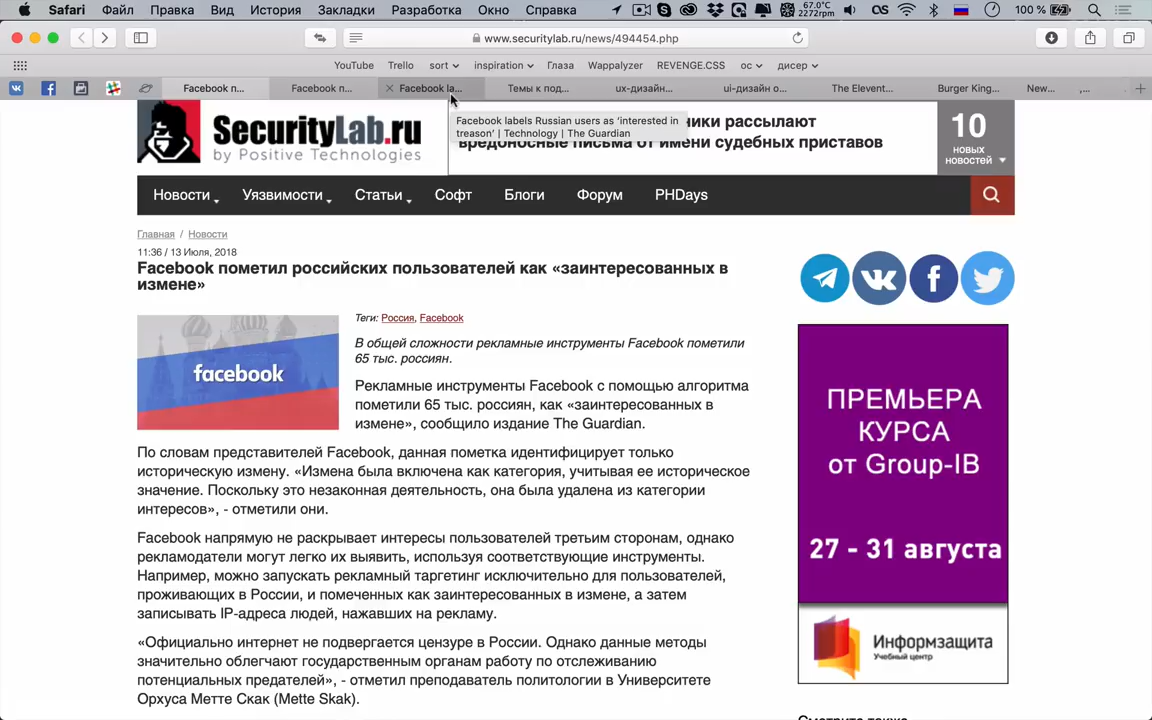 Safari Файл Правка Вид История Закладки Разработка Окно Справка 67.0°C 2272rpm 100 %
www.securitylab.ru/news/494454.php
YouTube Trello sort inspiration Глаза Wappalyzer REVENGE.CSS ос дисер
Facebook п... Facebook п... Facebook la... Темы к под... ux-дизайн... ui-дизайн о... The Elevent... Burger King... New...
Facebook labels Russian users as ‘interested in
treason’ | Technology | The Guardian
SecurityLab.ru
by Positive Technologies
ники рассылают
вредоносные письма от имени судебных приставов
10
новых
новостей
Новости Уязвимости Статьи Софт Блоги Форум PHDays
Главная / Новости
11:36 / 13 Июля, 2018
Facebook пометил российских пользователей как «заинтересованных в
измене»
facebook
Теги: Россия, Facebook
В общей сложности рекламные инструменты Facebook пометили
65 тыс. россиян.
Рекламные инструменты Facebook с помощью алгоритма
пометили 65 тыс. россиян, как «заинтересованных в
измене», сообщило издание The Guardian.
По словам представителей Facebook, данная пометка идентифицирует только
историческую измену. «Измена была включена как категория, учитывая ее историческое
значение. Поскольку это незаконная деятельность, она была удалена из категории
интересов», - отметили они.
Facebook напрямую не раскрывает интересы пользователей третьим сторонам, однако
рекламодатели могут легко их выявить, используя соответствующие инструменты.
Например, можно запускать рекламный таргетинг исключительно для пользователей,
проживающих в России, и помеченных как заинтересованных в измене, а затем
записывать IP-адреса людей, нажавших на рекламу.
«Официально интернет не подвергается цензуре в России. Однако данные методы
значительно облегчают государственным органам работу по отслеживанию
потенциальных предателей», - отметил преподаватель политологии в Университете
Орхуса Метте Скак (Mette Skak).
ПРЕМЬЕРА
КУРСА
от Group-IB
27 - 31 августа
Информзащита
Учебный центр
Смотрите также